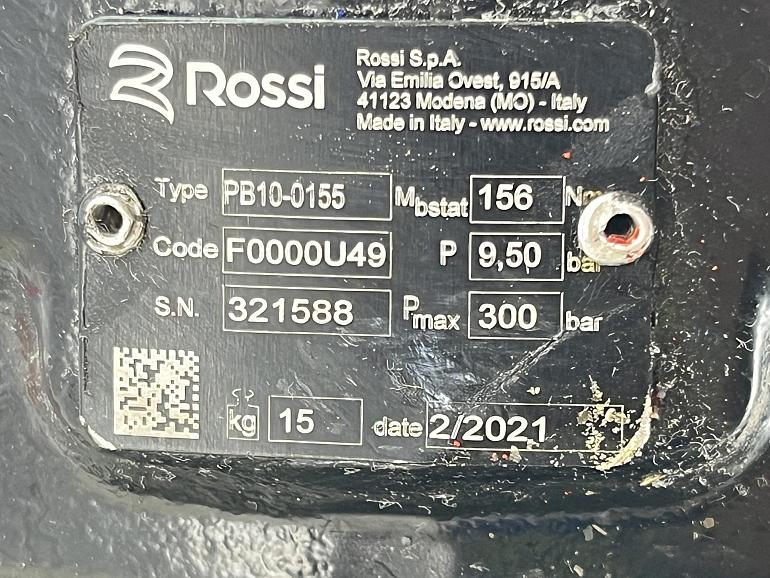 Rossi
Rossi S.p.A.
Via Emilia Ovest, 915/A
41123 Modena (MO) - Italy
Made in Italy - www.rossi.com
Type PB10-0155 Mbstat 156 Nm
Code F0000U49 P 9,50 bar
S.N. 321588 Pmax 300 bar
kg 15 date 2/2021